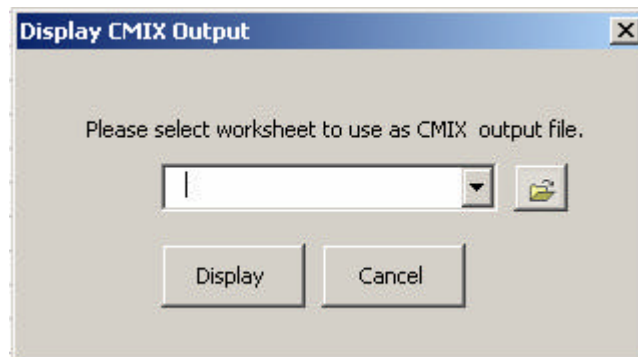 Display CMIX Output
Please select worksheet to use as CMIX output file.
Display
Cancel